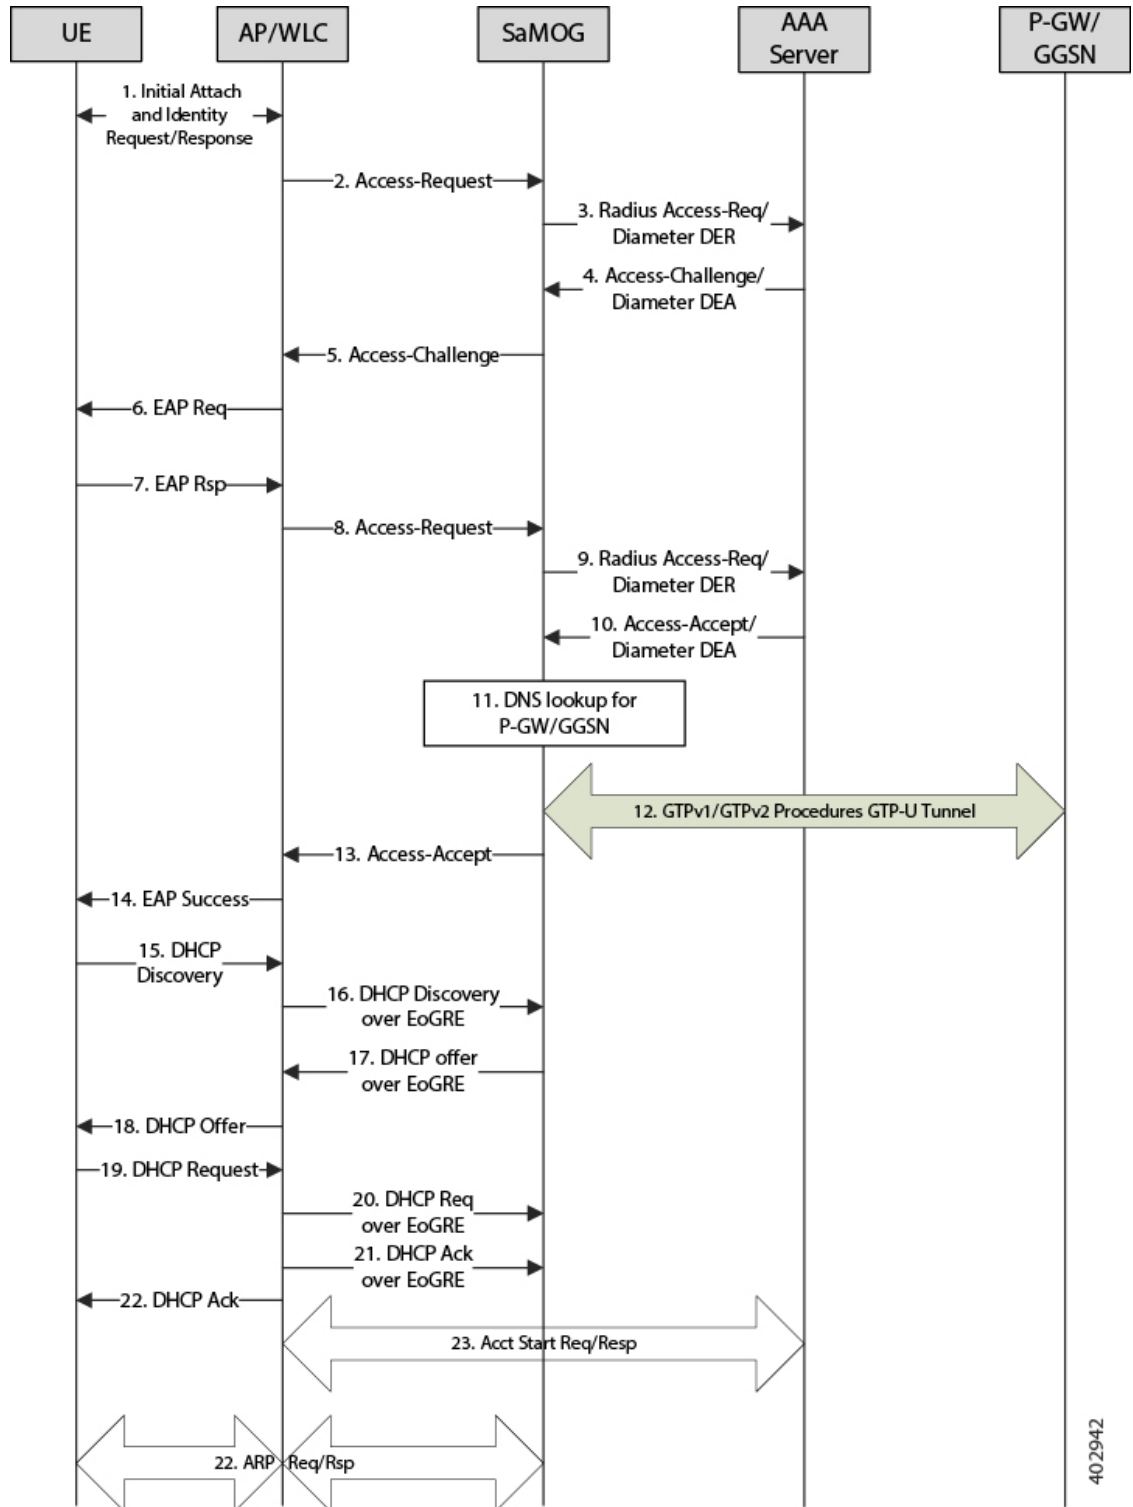 UE
AP/WLC
SaMOG
AAA
Server
P-GW/
GGSN
1. Initial Attach
and Identity
Request/Response
2. Access-Request
3. Radius Access-Req/
Diameter DER
4. Access-Challenge/
Diameter DEA
5. Access-Challenge
6. EAP Req
7. EAP Rsp
8. Access-Request
9. Radius Access-Req/
Diameter DER
10. Access-Accept/
Diameter DEA
11. DNS lookup for
P-GW/GGSN
12. GTPv1/GTPv2 Procedures GTP-U Tunnel
13. Access-Accept
14. EAP Success
15. DHCP
Discovery
16. DHCP Discovery
over EoGRE
17. DHCP offer
over EoGRE
18. DHCP Offer
19. DHCP Request
20. DHCP Req
over EoGRE
21. DHCP Ack
over EoGRE
22. DHCP Ack
23. Acct Start Req/Resp
22. ARP Req/Rsp
402942